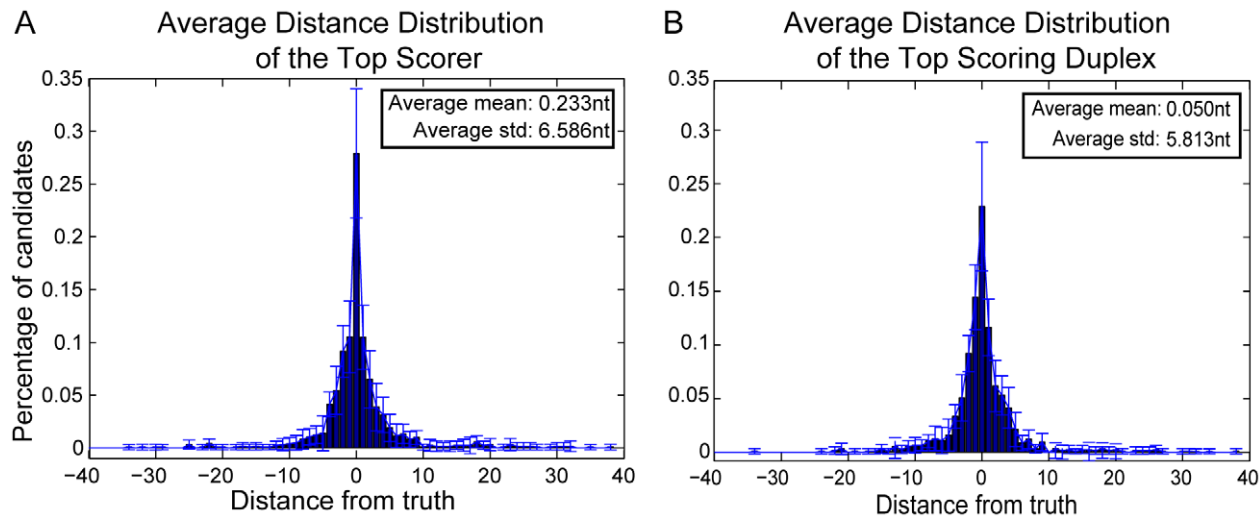 A
Average Distance Distribution
of the Top Scorer
0.35
0.3
0.25
0.2
0.15
0.1
0.05
0
Percentage of candidates
Average mean: 0.233nt
Average std: 6.586nt
−40 −30 −20 −10 0 10 20 30 40
Distance from truth
B
Average Distance Distribution
of the Top Scoring Duplex
0.35
0.3
0.25
0.2
0.15
0.1
0.05
0
Average mean: 0.050nt
Average std: 5.813nt
−40 −30 −20 −10 0 10 20 30 40
Distance from truth